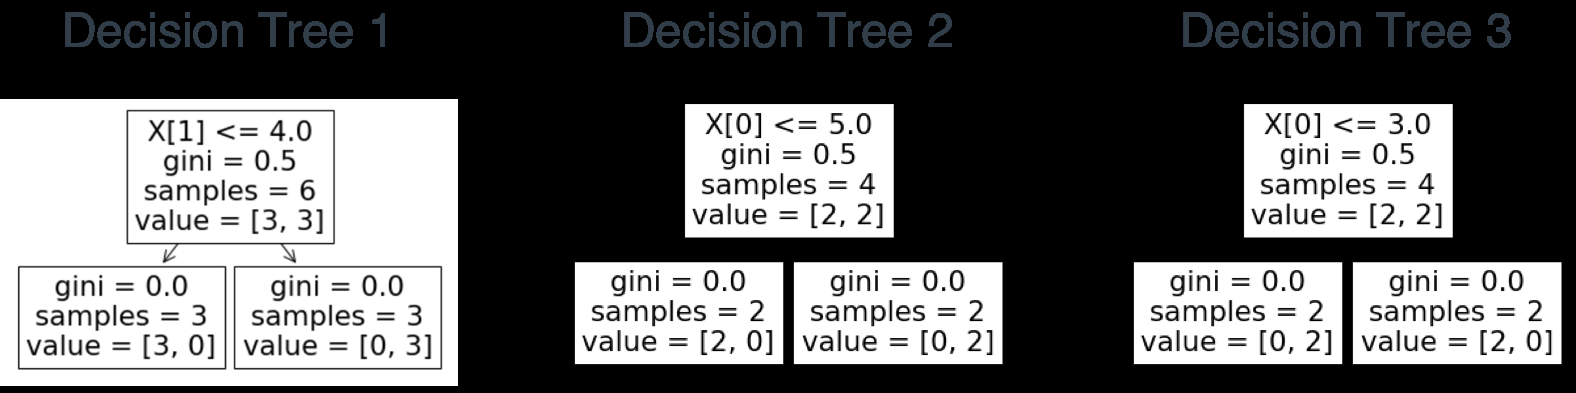 Decision Tree 1
X[1] <= 4.0
gini = 0.5
samples = 6
value = [3, 3]
gini = 0.0
samples = 3
value = [3, 0]
gini = 0.0
samples = 3
value = [0, 3]
Decision Tree 2
X[0] <= 5.0
gini = 0.5
samples = 4
value = [2, 2]
gini = 0.0
samples = 2
value = [2, 0]
gini = 0.0
samples = 2
value = [0, 2]
Decision Tree 3
X[0] <= 3.0
gini = 0.5
samples = 4
value = [2, 2]
gini = 0.0
samples = 2
value = [0, 2]
gini = 0.0
samples = 2
value = [2, 0]